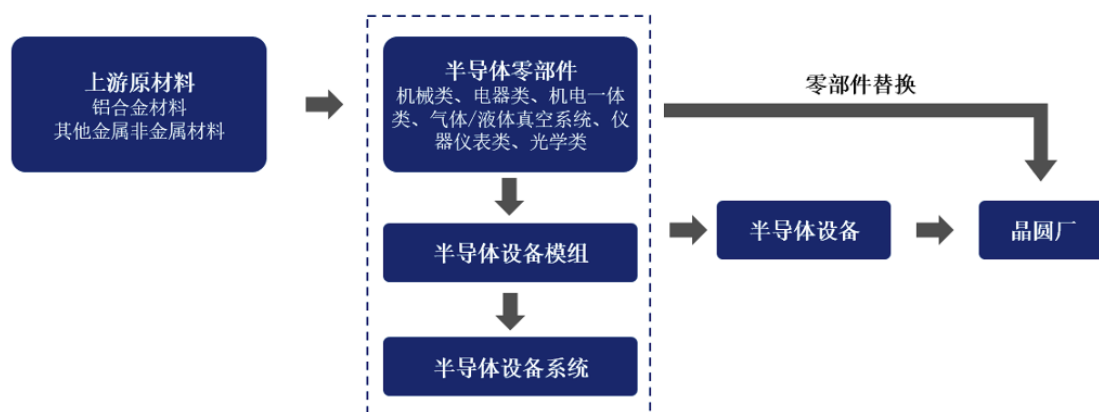 上游原材料
铝合金材料
其他金属非金属材料
半导体零部件
机械类、电器类、机电一体
类、气体/液体真空系统、仪
器仪表类、光学类
零部件替换
半导体设备模组
半导体设备
晶圆厂
半导体设备系统